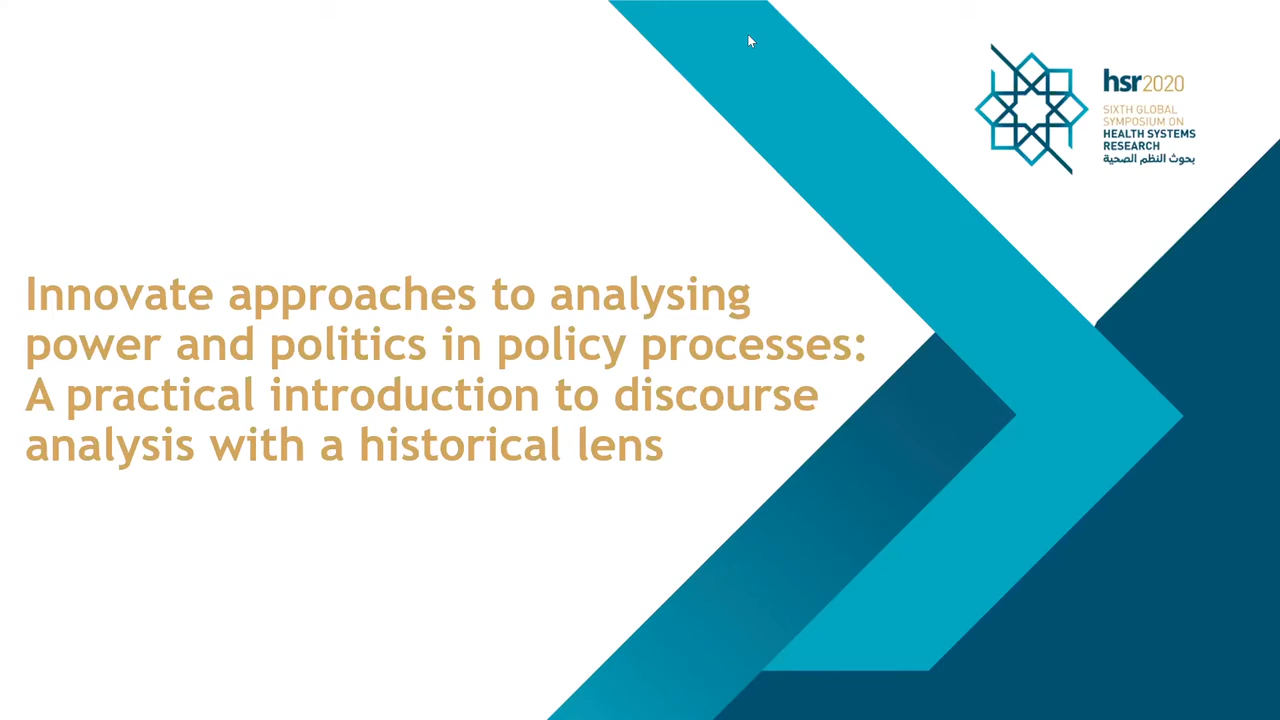 hsr2020
SIXTH GLOBAL
SYMPOSIUM ON
HEALTH SYSTEMS
RESEARCH
بحوث النظم الصحية
Innovate approaches to analysing
power and politics in policy processes:
A practical introduction to discourse
analysis with a historical lens